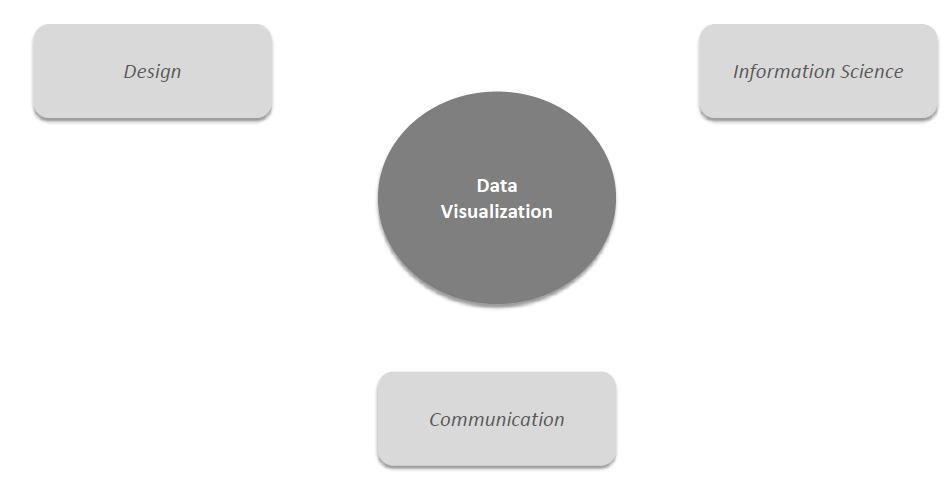 Design
Information Science
Data
Visualization
Communication